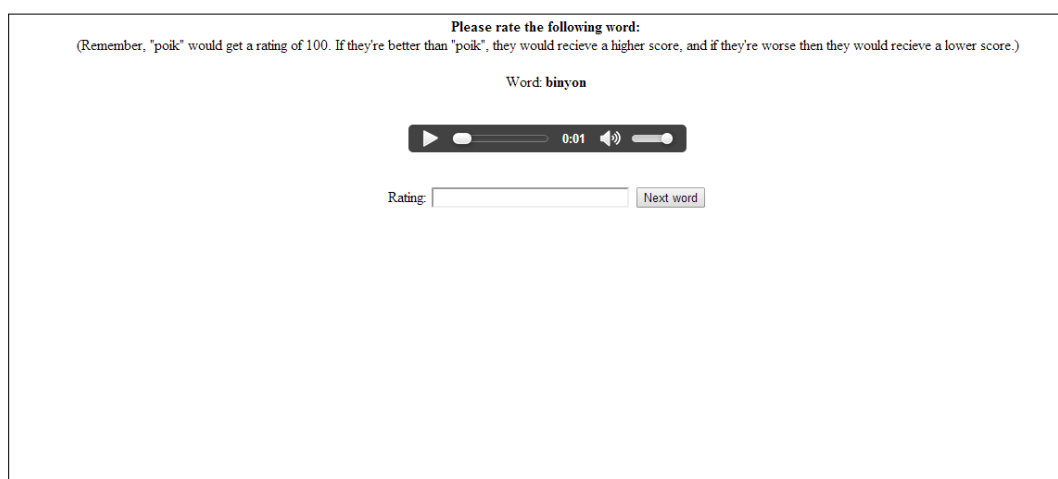 Please rate the following word:
(Remember, "poik" would get a rating of 100. If they're better than "poik", they would recieve a higher score, and if they're worse then they would recieve a lower score.)
Word: binyon
0:01
Rating: Next word